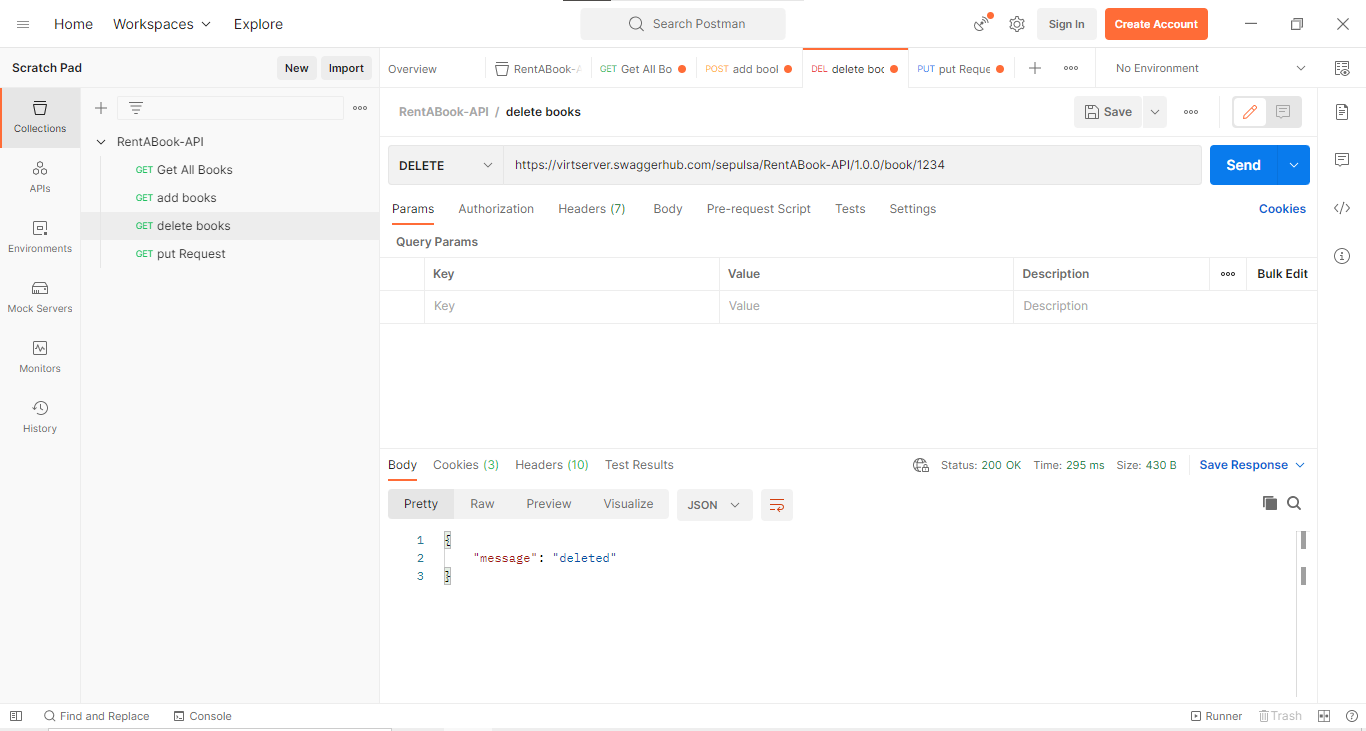 Home Workspaces Explore Search Postman Sign In Create Account
Scratch Pad New Import Overview RentABook-A GET Get All Bo POST add bool DEL delete boo PUT put Reque No Environment
RentABook-API / delete books Save
Collections
RentABook-API
GET Get All Books
GET add books
GET delete books
GET put Request
APIs
Environments
Mock Servers
Monitors
History
DELETE https://virtserver.swaggerhub.com/sepulsa/RentABook-API/1.0.0/book/1234 Send
Params Authorization Headers (7) Body Pre-request Script Tests Settings Cookies
Query Params
Key Value Description Bulk Edit
Key Value Description
Body Cookies (3) Headers (10) Test Results Status: 200 OK Time: 295 ms Size: 430 B Save Response
Pretty Raw Preview Visualize JSON
1 {
2 "message": "deleted"
3 }
Find and Replace Console Runner Trash